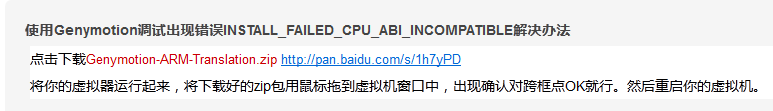 使用Genymotion调试出现错误INSTALL_FAILED_CPU_ABI_INCOMPATIBLE解决办法
点击下载Genymotion-ARM-Translation.zip http://pan.baidu.com/s/1h7yPD
将你的虚拟器运行起来，将下载好的zip包用鼠标拖到虚拟机窗口中，出现确认对跨框点OK就行。然后重启你的虚拟机。